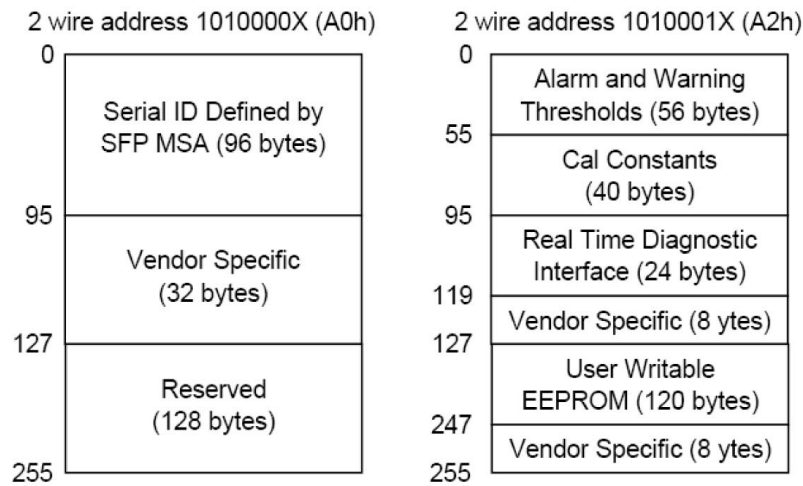 2 wire address 1010000X (A0h)
0
Serial ID Defined by
SFP MSA (96 bytes)
95
Vendor Specific
(32 bytes)
127
Reserved
(128 bytes)
255
2 wire address 1010001X (A2h)
0
Alarm and Warning
Thresholds (56 bytes)
55
Cal Constants
(40 bytes)
95
Real Time Diagnostic
Interface (24 bytes)
119
Vendor Specific (8 ytes)
127
User Writable
EEPROM (120 bytes)
247
Vendor Specific (8 ytes)
255